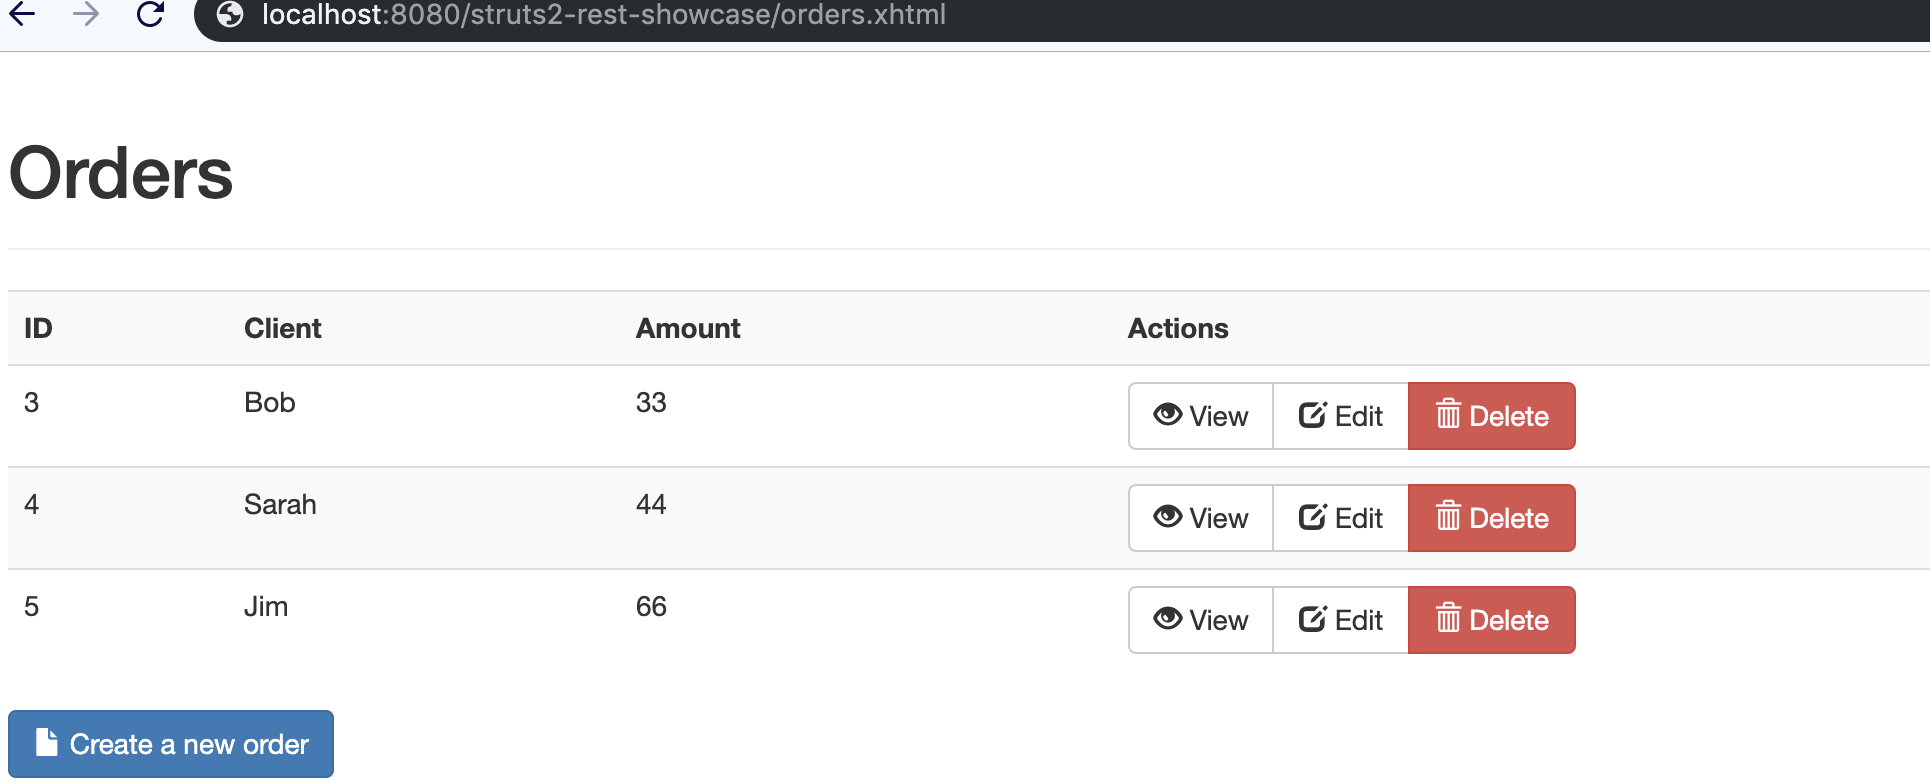 localhost:8080/struts2-rest-showcase/orders.xhtml
Orders
ID Client Amount Actions
3 Bob 33 View Edit Delete
4 Sarah 44 View Edit Delete
5 Jim 66 View Edit Delete
Create a new order